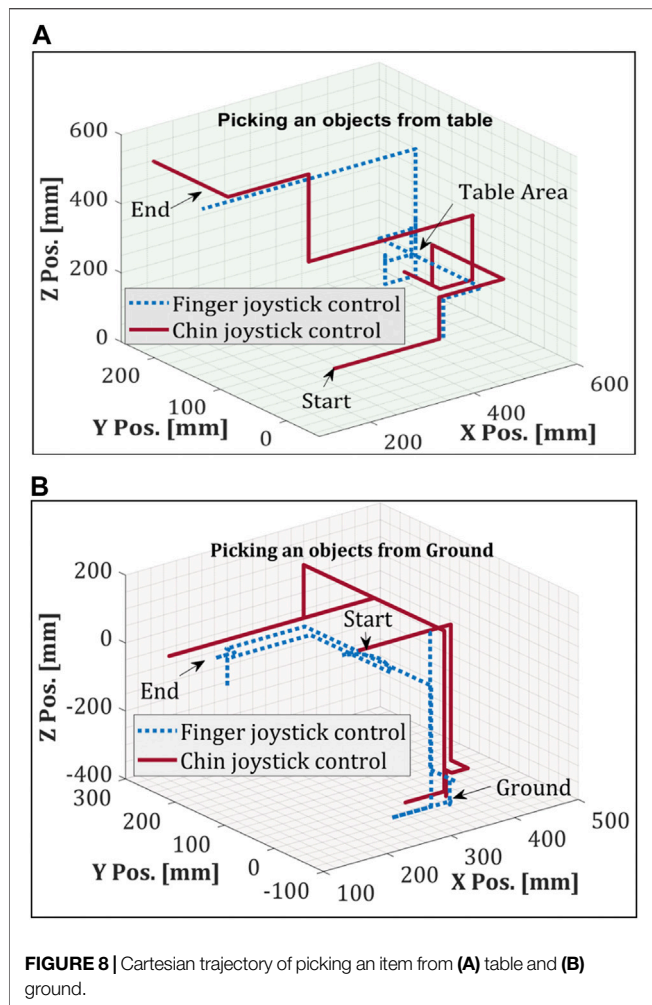 A
Picking an objects from table
600
400
200
0
Z Pos. [mm]
End
Table Area
Finger joystick control
Chin joystick control
Start
200
100
0
Y Pos. [mm]
200
400
600
X Pos. [mm]
B
Picking an objects from Ground
200
0
-200
-400
Z Pos. [mm]
Start
End
Finger joystick control
Chin joystick control
Ground
300
200
100
0
-100
Y Pos. [mm]
100
200
300
400
500
X Pos. [mm]
FIGURE 8 | Cartesian trajectory of picking an item from (A) table and (B)
ground.